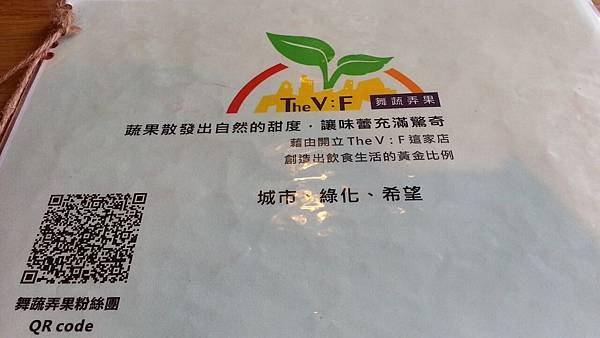 The V:F 舞蔬弄果
蔬果散發出自然的甜度．讓味蕾充滿驚奇
藉由開立 The V：F 這家店
創造出飲食生活的黃金比例
城市、綠化、希望
舞蔬弄果粉絲團
QR code